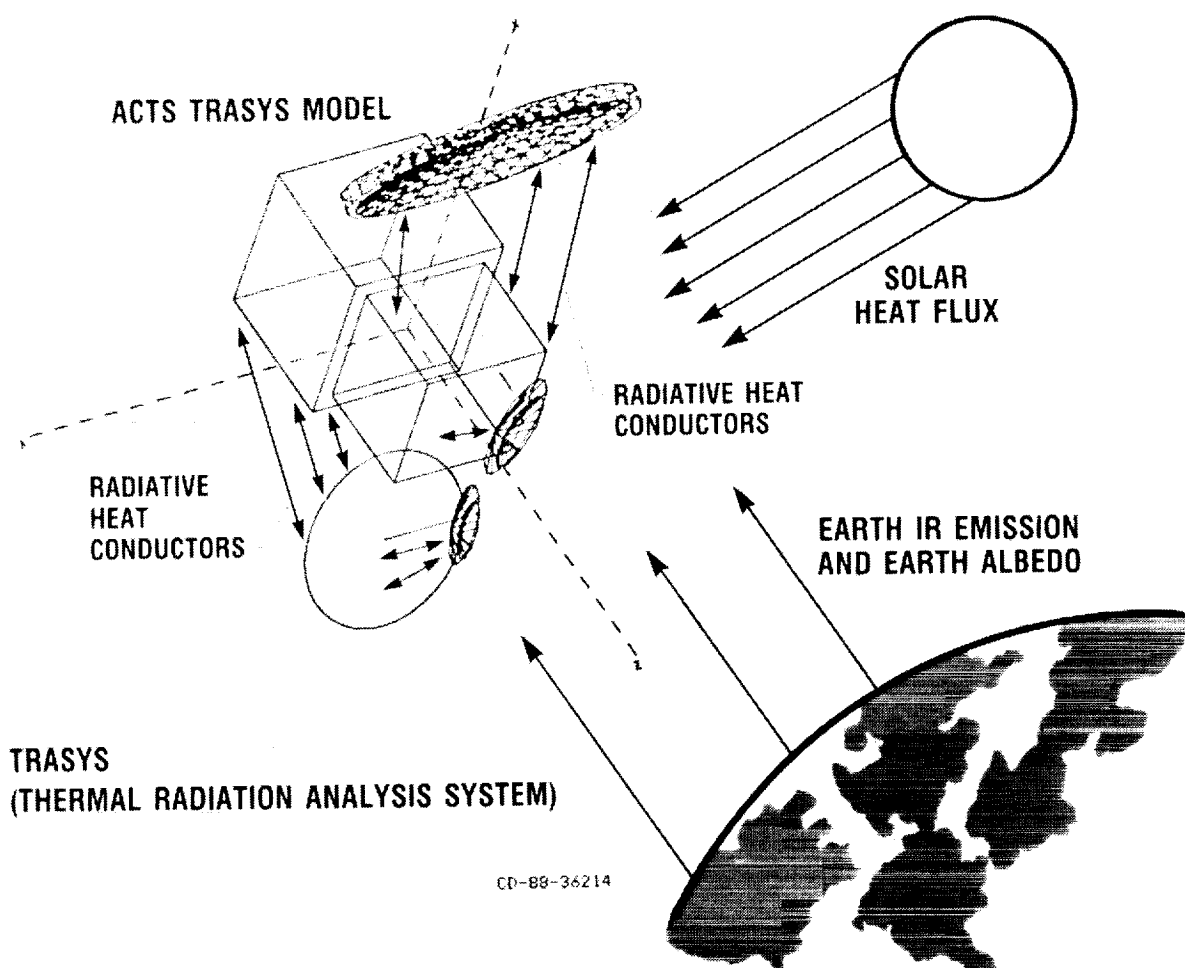 ACTS TRASYS MODEL
SOLAR
HEAT FLUX
RADIATIVE HEAT
CONDUCTORS
RADIATIVE
HEAT
CONDUCTORS
EARTH IR EMISSION
AND EARTH ALBEDO
TRASYS
(THERMAL RADIATION ANALYSIS SYSTEM)
CD-88-36214